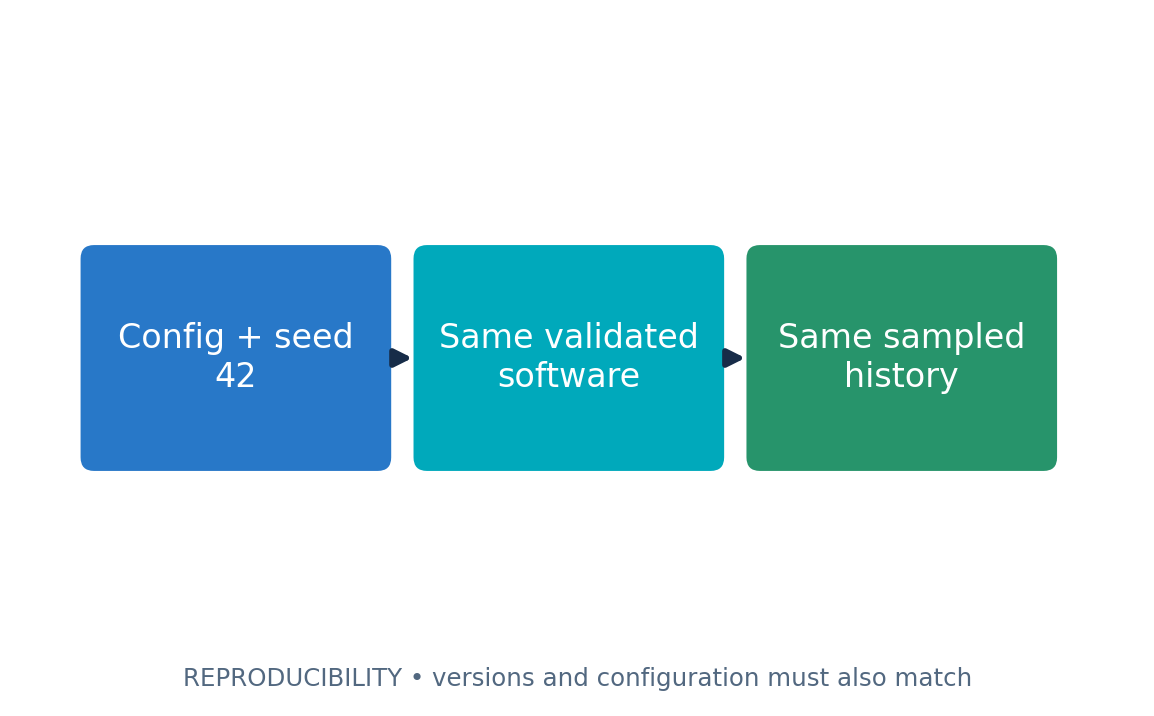 Config + seed
42
Same validated
software
Same sampled
history
REPRODUCIBILITY • versions and configuration must also match